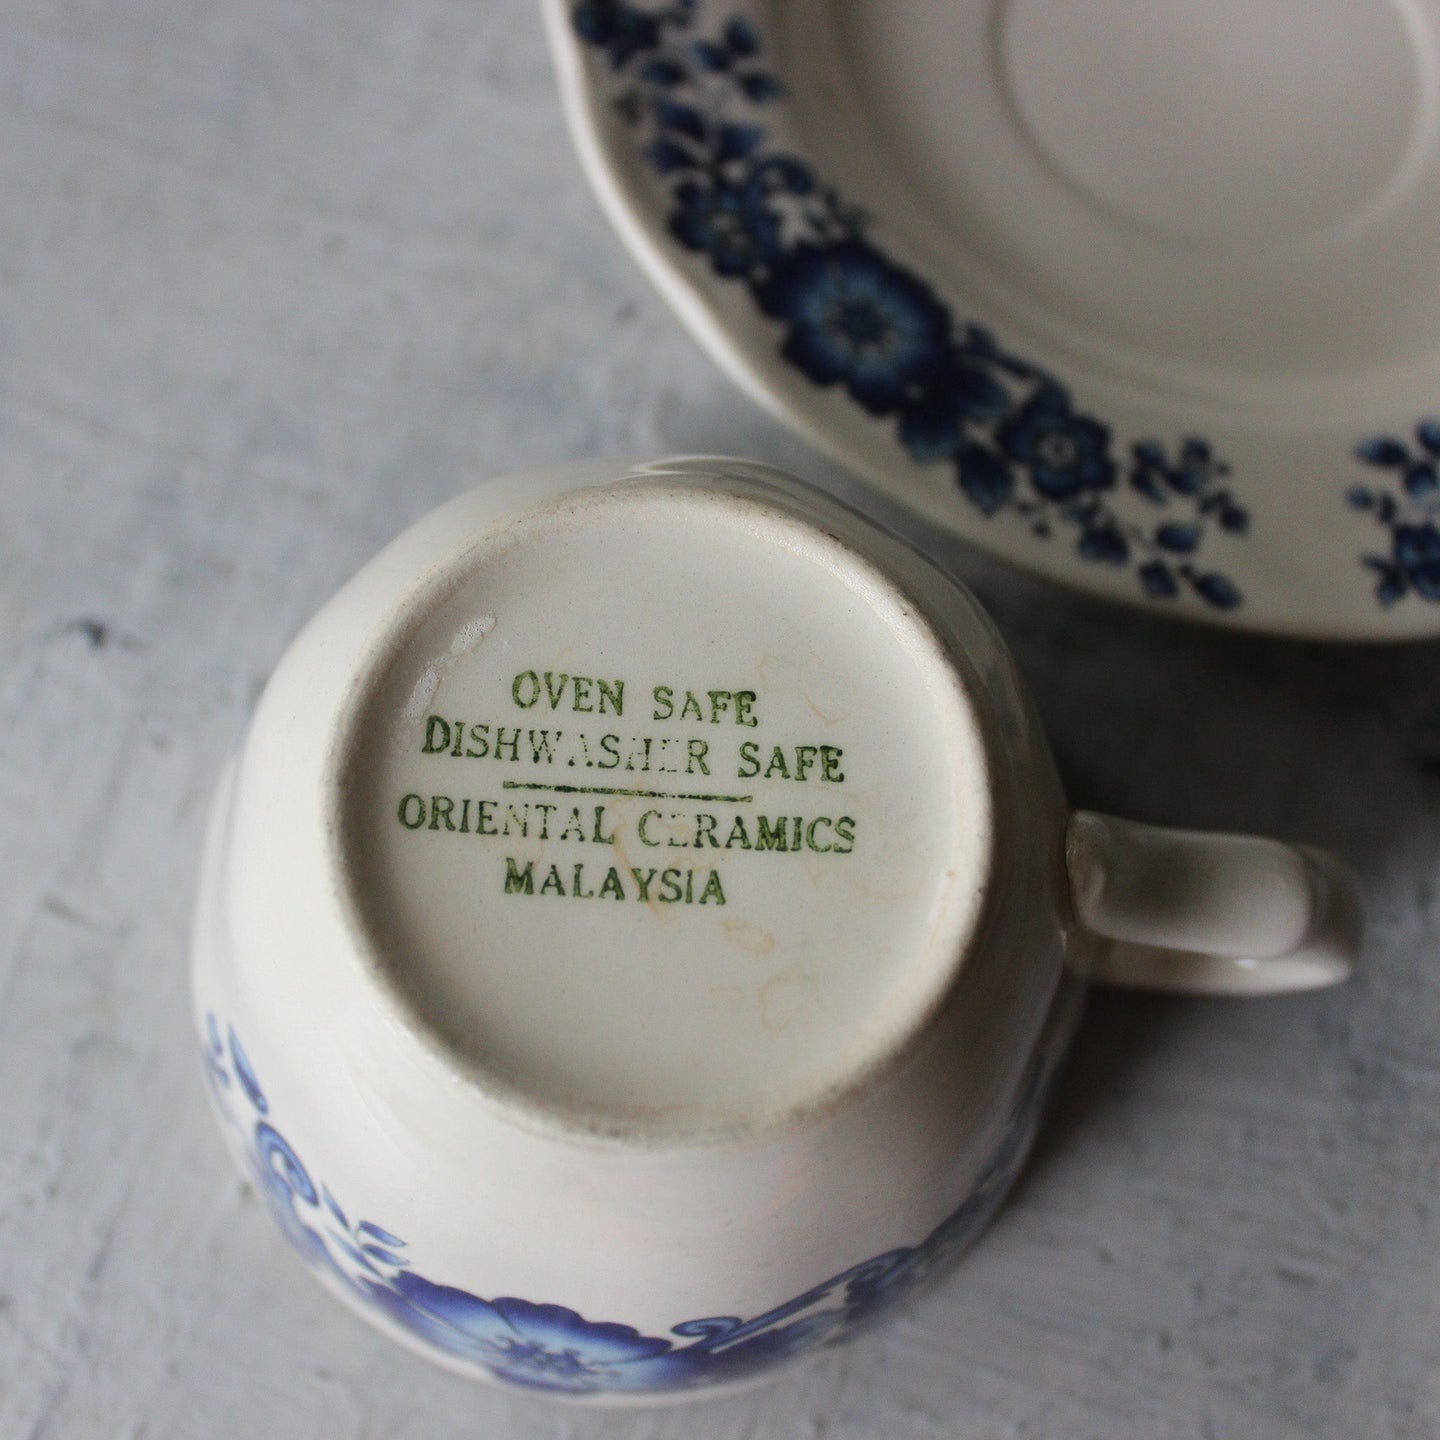 OVEN SAFE
DISHWASHER SAFE
ORIENTAL CERAMICS
MALAYSIA